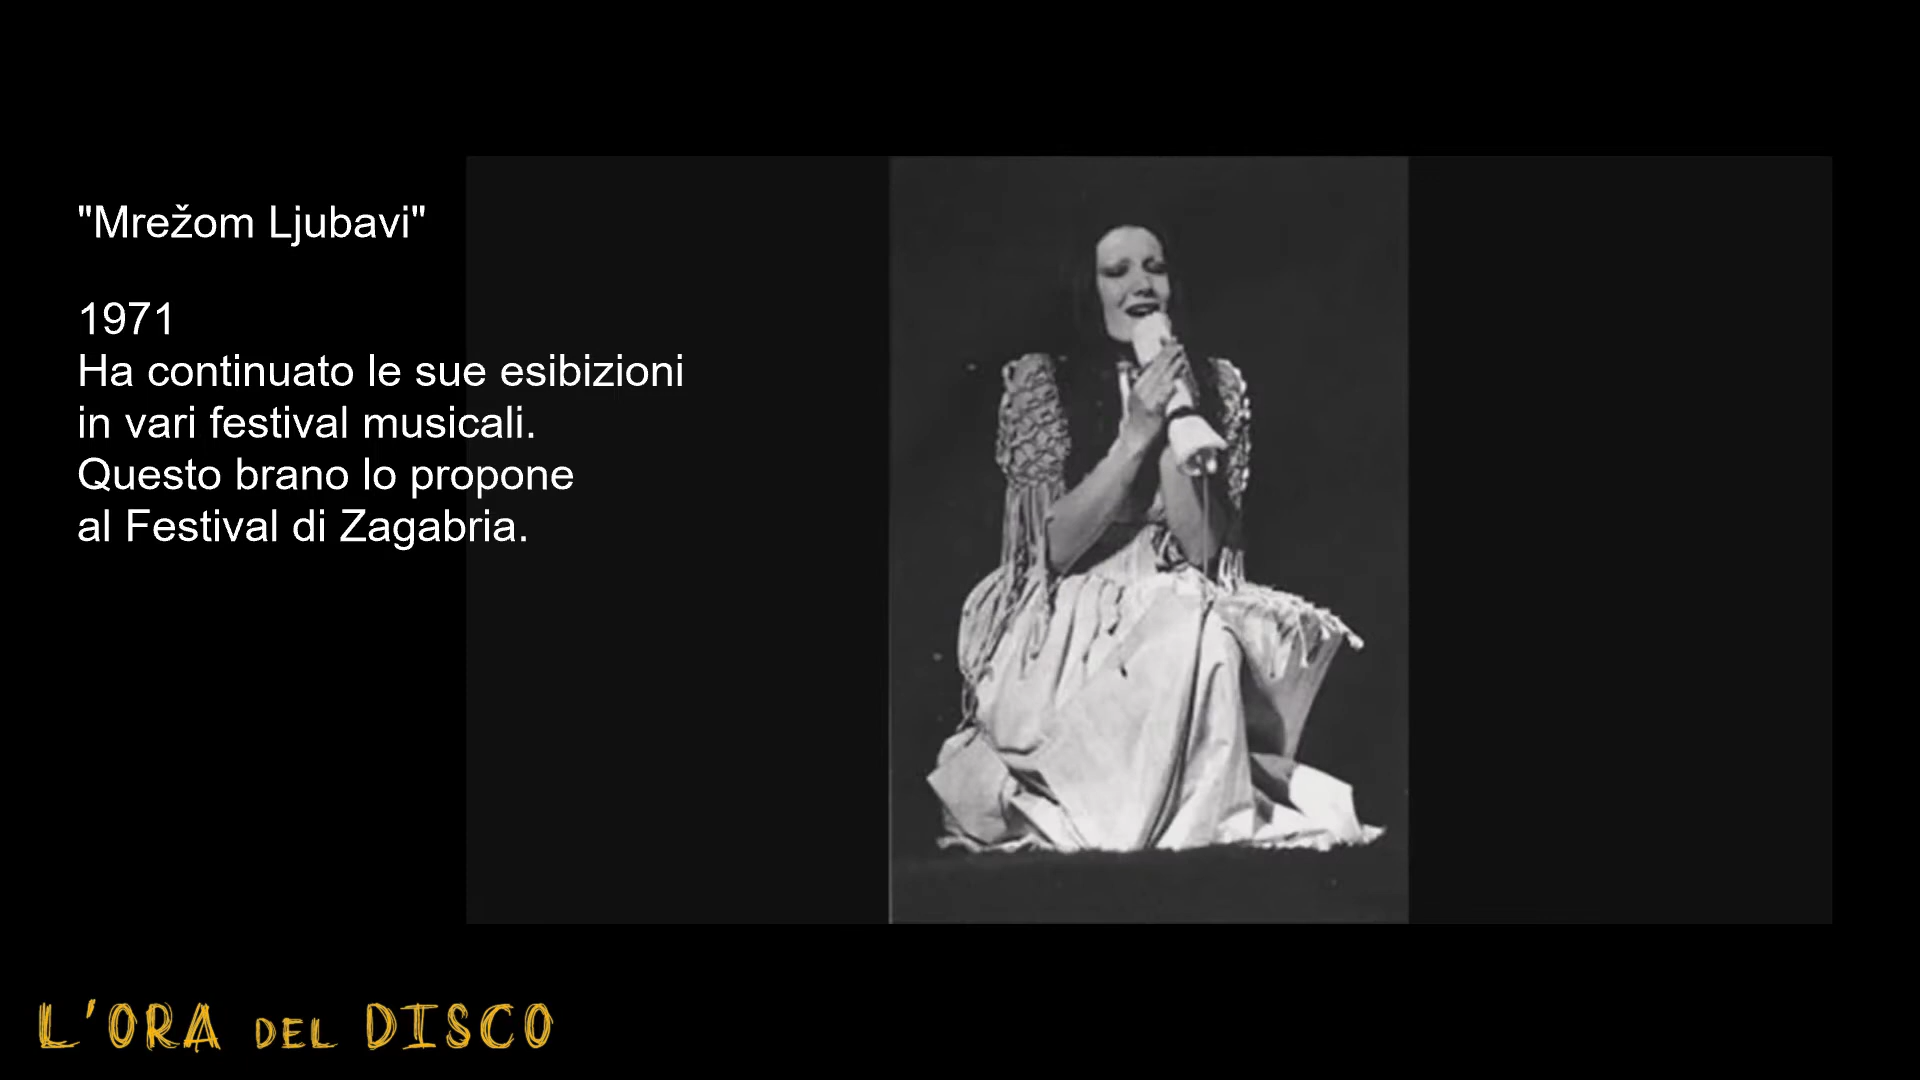 "Mrežom Ljubavi"
1971
Ha continuato le sue esibizioni
in vari festival musicali.
Questo brano lo propone
al Festival di Zagabria.
L'ORA DEL DISCO